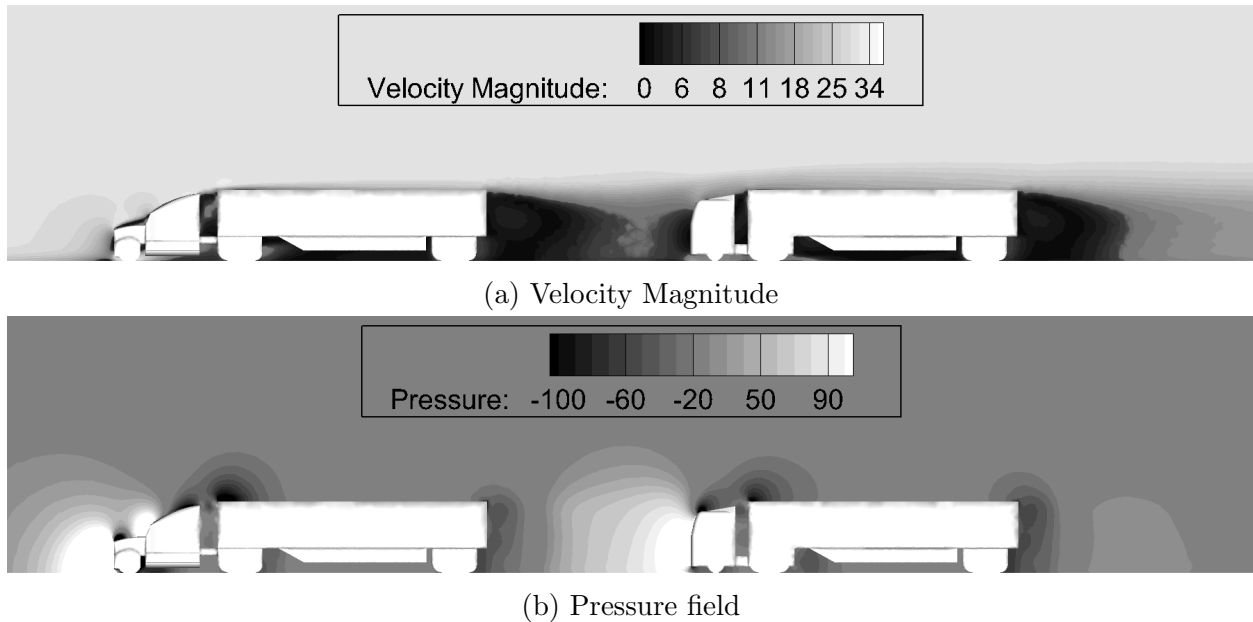 Velocity Magnitude: 0 6 8 11 18 25 34
(a) Velocity Magnitude
Pressure: -100 -60 -20 50 90
(b) Pressure field